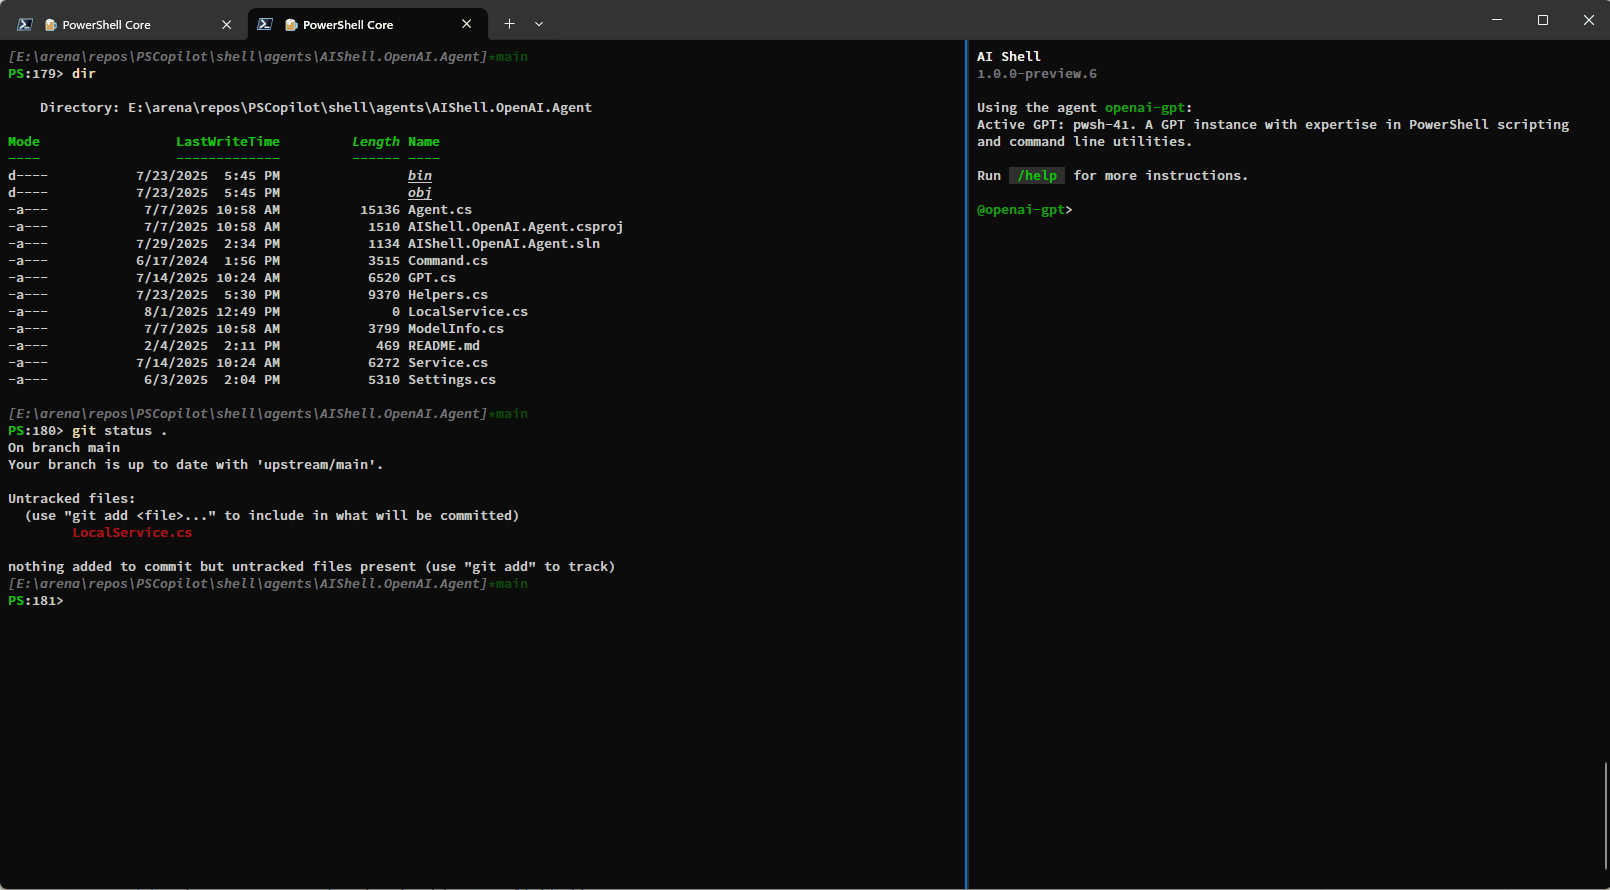 PowerShell Core
PowerShell Core
[E:\arena\repos\PSCopilot\shell\agents\AIShell.OpenAI.Agent]*main
PS:179> dir
Directory: E:\arena\repos\PSCopilot\shell\agents\AIShell.OpenAI.Agent
Mode LastWriteTime Length Name
---- ------------- ------ ----
d---- 7/23/2025 5:45 PM bin
d---- 7/23/2025 5:45 PM obj
-a--- 7/7/2025 10:58 AM 15136 Agent.cs
-a--- 7/7/2025 10:58 AM 1510 AIShell.OpenAI.Agent.csproj
-a--- 7/29/2025 2:34 PM 1134 AIShell.OpenAI.Agent.sln
-a--- 6/17/2024 1:56 PM 3515 Command.cs
-a--- 7/14/2025 10:24 AM 6520 GPT.cs
-a--- 7/23/2025 5:30 PM 9370 Helpers.cs
-a--- 8/1/2025 12:49 PM 0 LocalService.cs
-a--- 7/7/2025 10:58 AM 3799 ModelInfo.cs
-a--- 2/4/2025 2:11 PM 469 README.md
-a--- 7/14/2025 10:24 AM 6272 Service.cs
-a--- 6/3/2025 2:04 PM 5310 Settings.cs
[E:\arena\repos\PSCopilot\shell\agents\AIShell.OpenAI.Agent]*main
PS:180> git status .
On branch main
Your branch is up to date with 'upstream/main'.
Untracked files:
(use "git add <file>..." to include in what will be committed)
LocalService.cs
nothing added to commit but untracked files present (use "git add" to track)
[E:\arena\repos\PSCopilot\shell\agents\AIShell.OpenAI.Agent]*main
PS:181>
AI Shell
1.0.0-preview.6
Using the agent openai-gpt:
Active GPT: pwsh-41. A GPT instance with expertise in PowerShell scripting
and command line utilities.
Run /help for more instructions.
@openai-gpt>